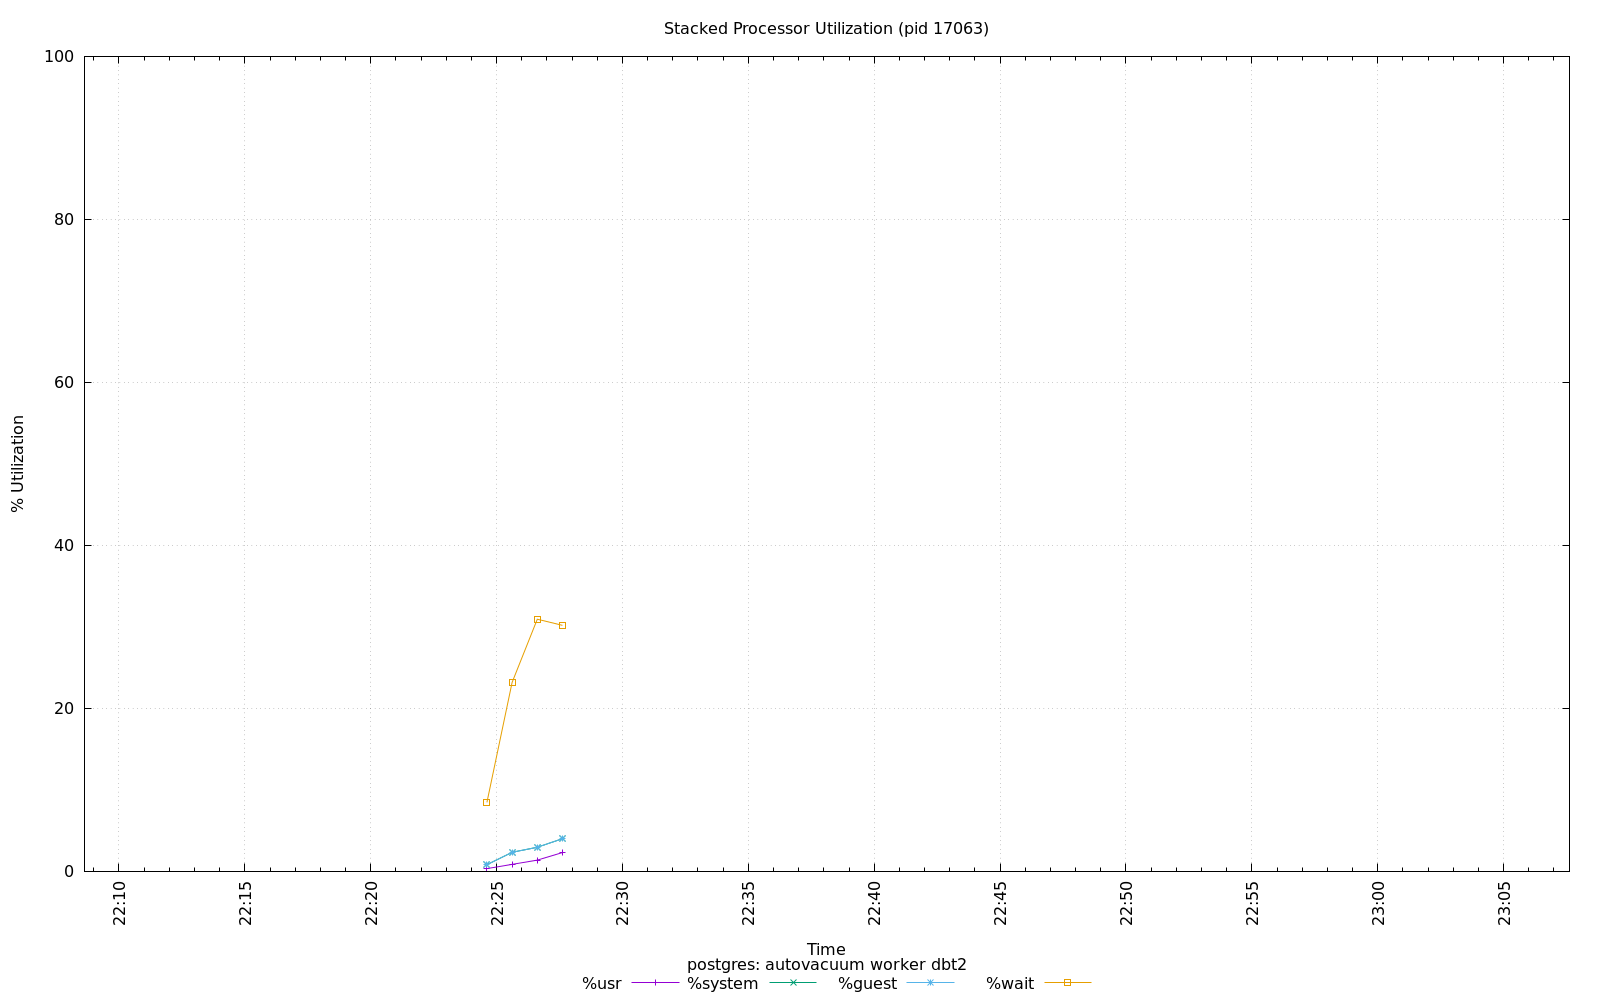 Stacked Processor Utilization (pid 17063)
100
80
60
40
20
0
% Utilization
22:10 22:15 22:20 22:25 22:30 22:35 22:40 22:45 22:50 22:55 23:00 23:05
Time
postgres: autovacuum worker dbt2
%usr %system %guest %wait